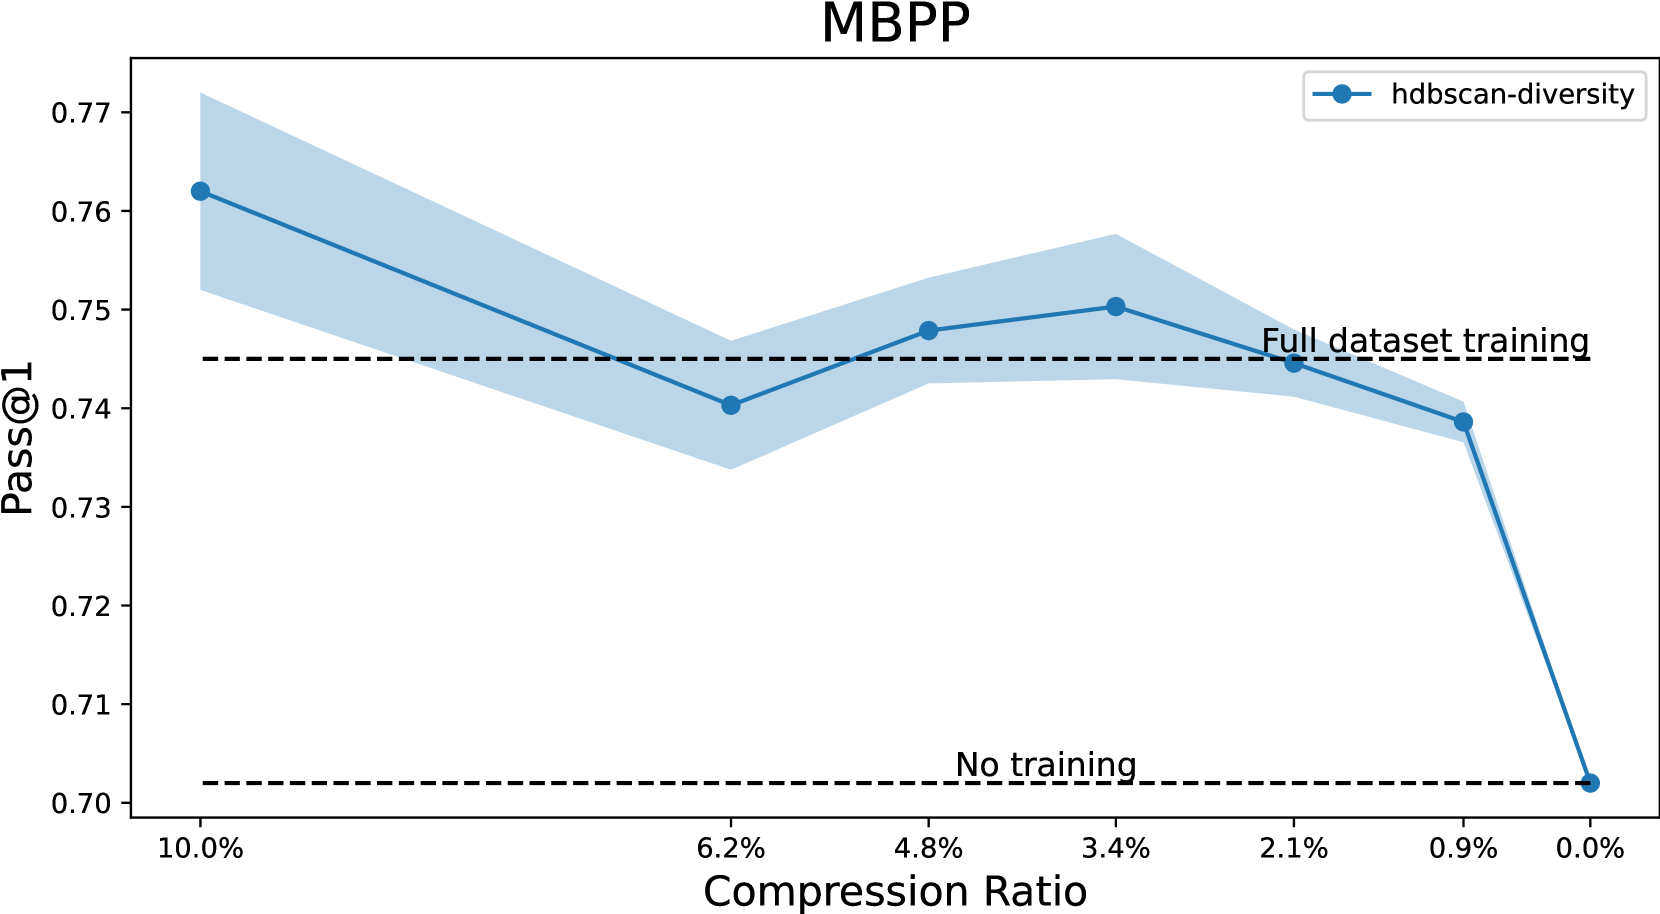 MBPP
hdbscan-diversity
0.77
0.76
0.75
0.74
0.73
0.72
0.71
0.70
Pass@1
Full dataset training
No training
10.0% 6.2% 4.8% 3.4% 2.1% 0.9% 0.0%
Compression Ratio